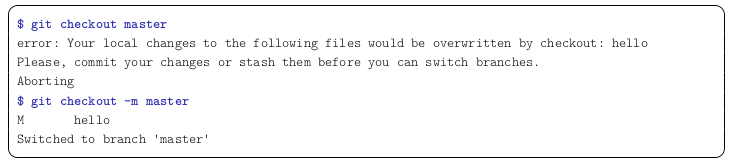 $ git checkout master
error: Your local changes to the following files would be overwritten by checkout: hello
Please, commit your changes or stash them before you can switch branches.
Aborting
$ git checkout -m master
M       hello
Switched to branch 'master'